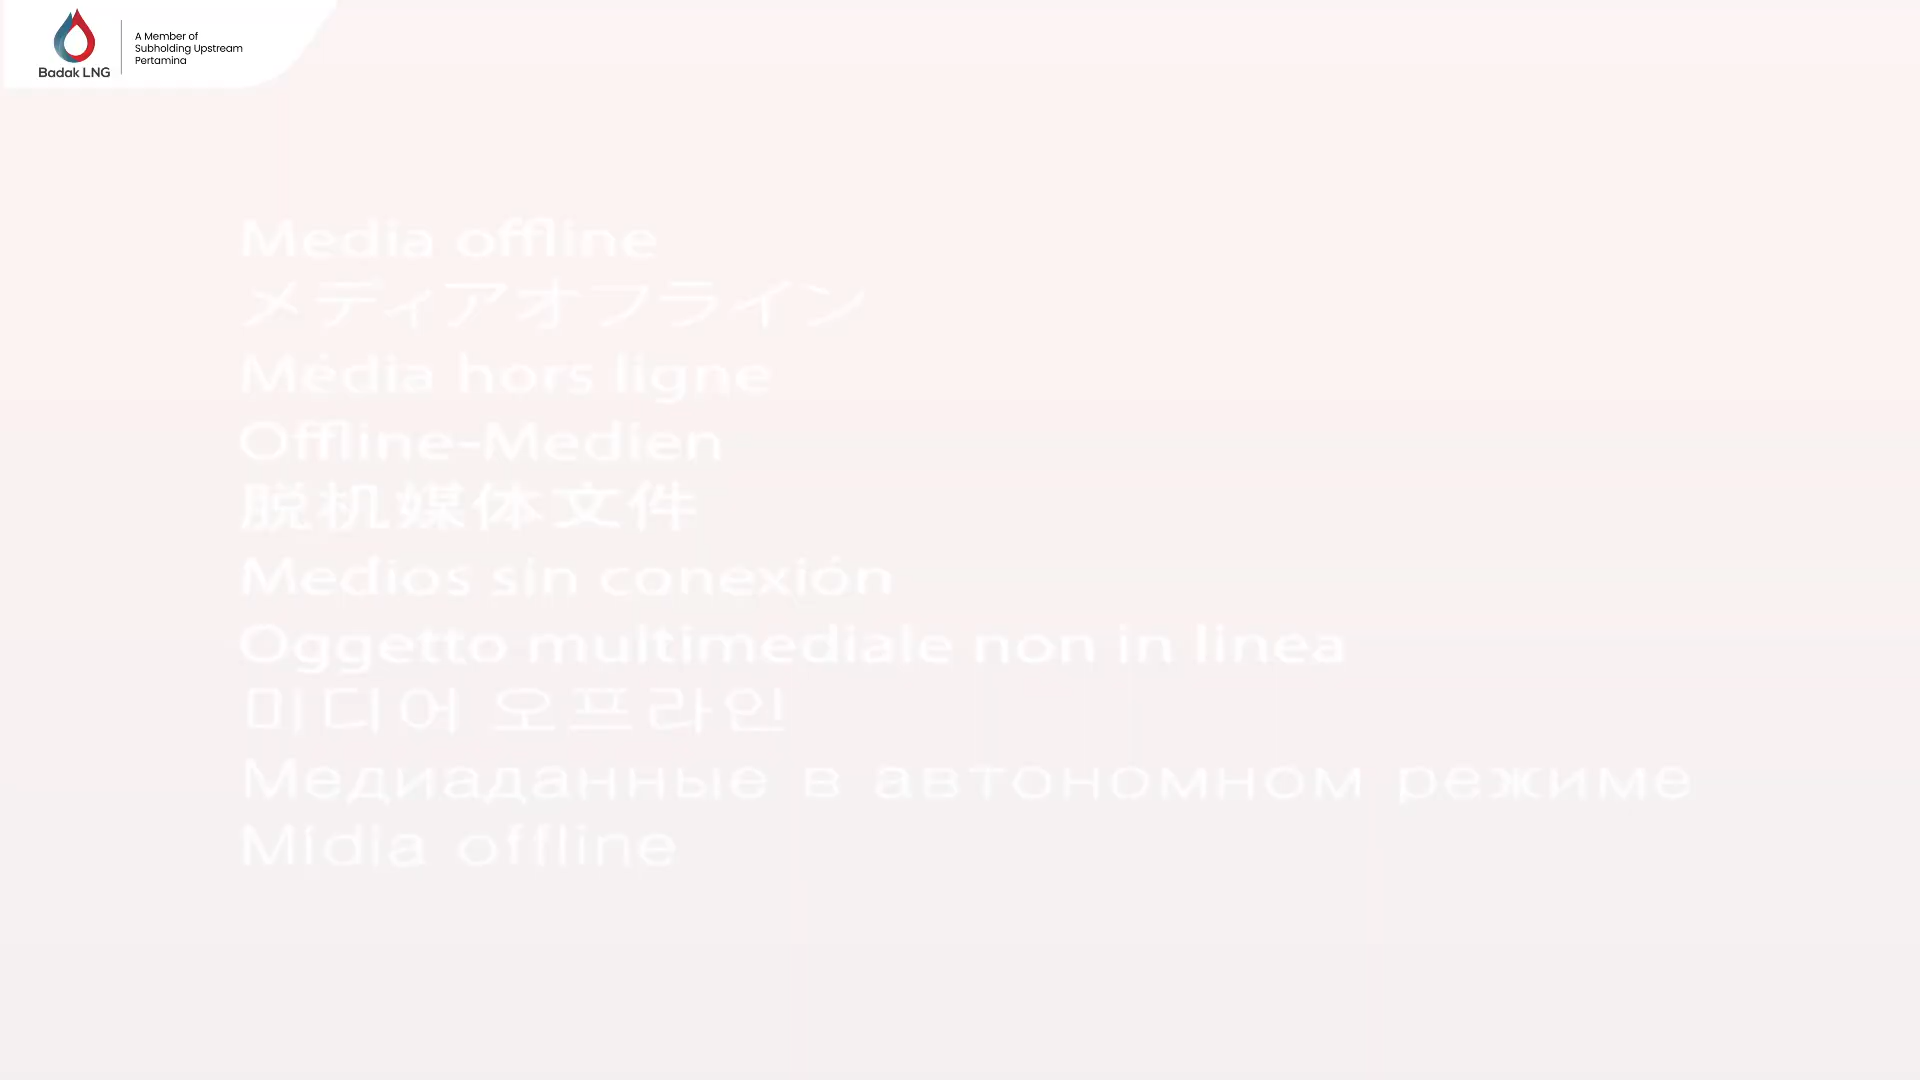 Badak LNG
A Member of
Subholding Upstream
Pertamina
Media offline
メディアオフライン
Média hors ligne
Offline-Medien
脱机媒体文件
Medios sin conexión
Oggetto multimediale non in linea
미디어 오프라인
Медиаданные в автономном режиме
Mídia offline